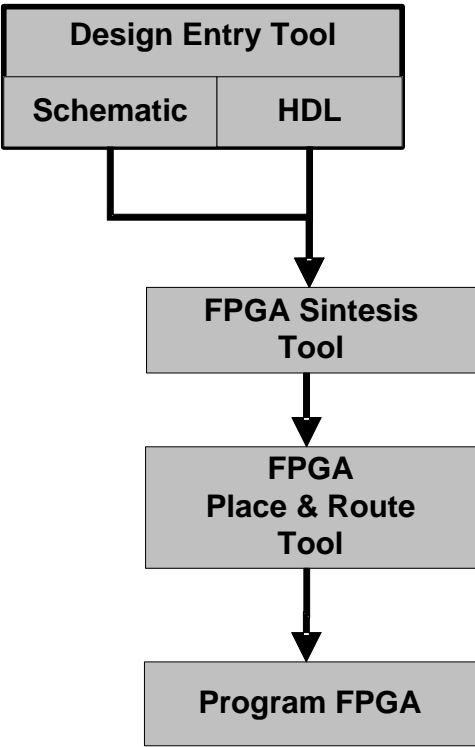 Design Entry Tool
Schematic HDL
FPGA Sintesis
Tool
FPGA
Place & Route
Tool
Program FPGA